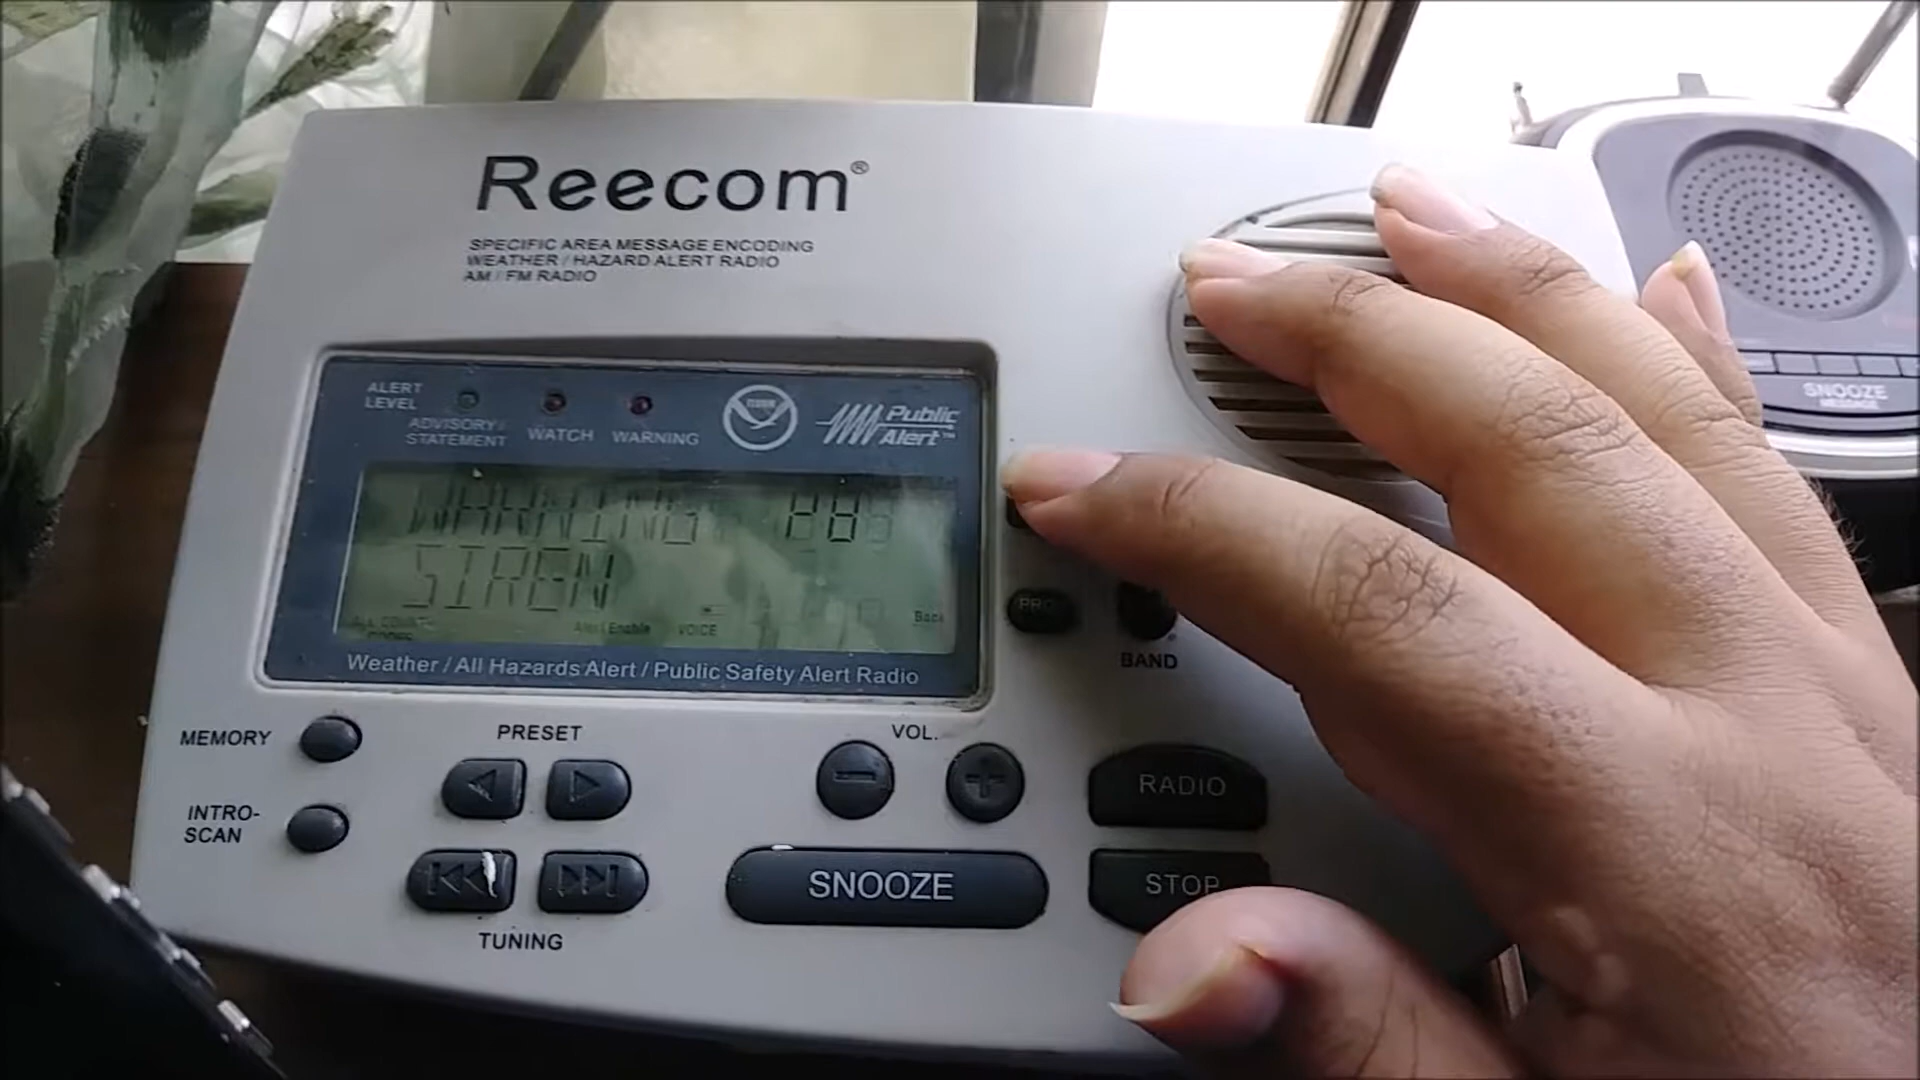 Reecom®
SPECIFIC AREA MESSAGE ENCODING
WEATHER / HAZARD ALERT RADIO
AM / FM RADIO
ALERT
LEVEL
ADVISORY /
STATEMENT
WATCH
WARNING
Public
Alert™
WARNING
SIREN
Alert Enable
VOICE
Back
Weather / All Hazards Alert / Public Safety Alert Radio
BAND
MEMORY
PRESET
VOL.
RADIO
INTRO-
SCAN
SNOOZE
STOP
TUNING
SNOOZE